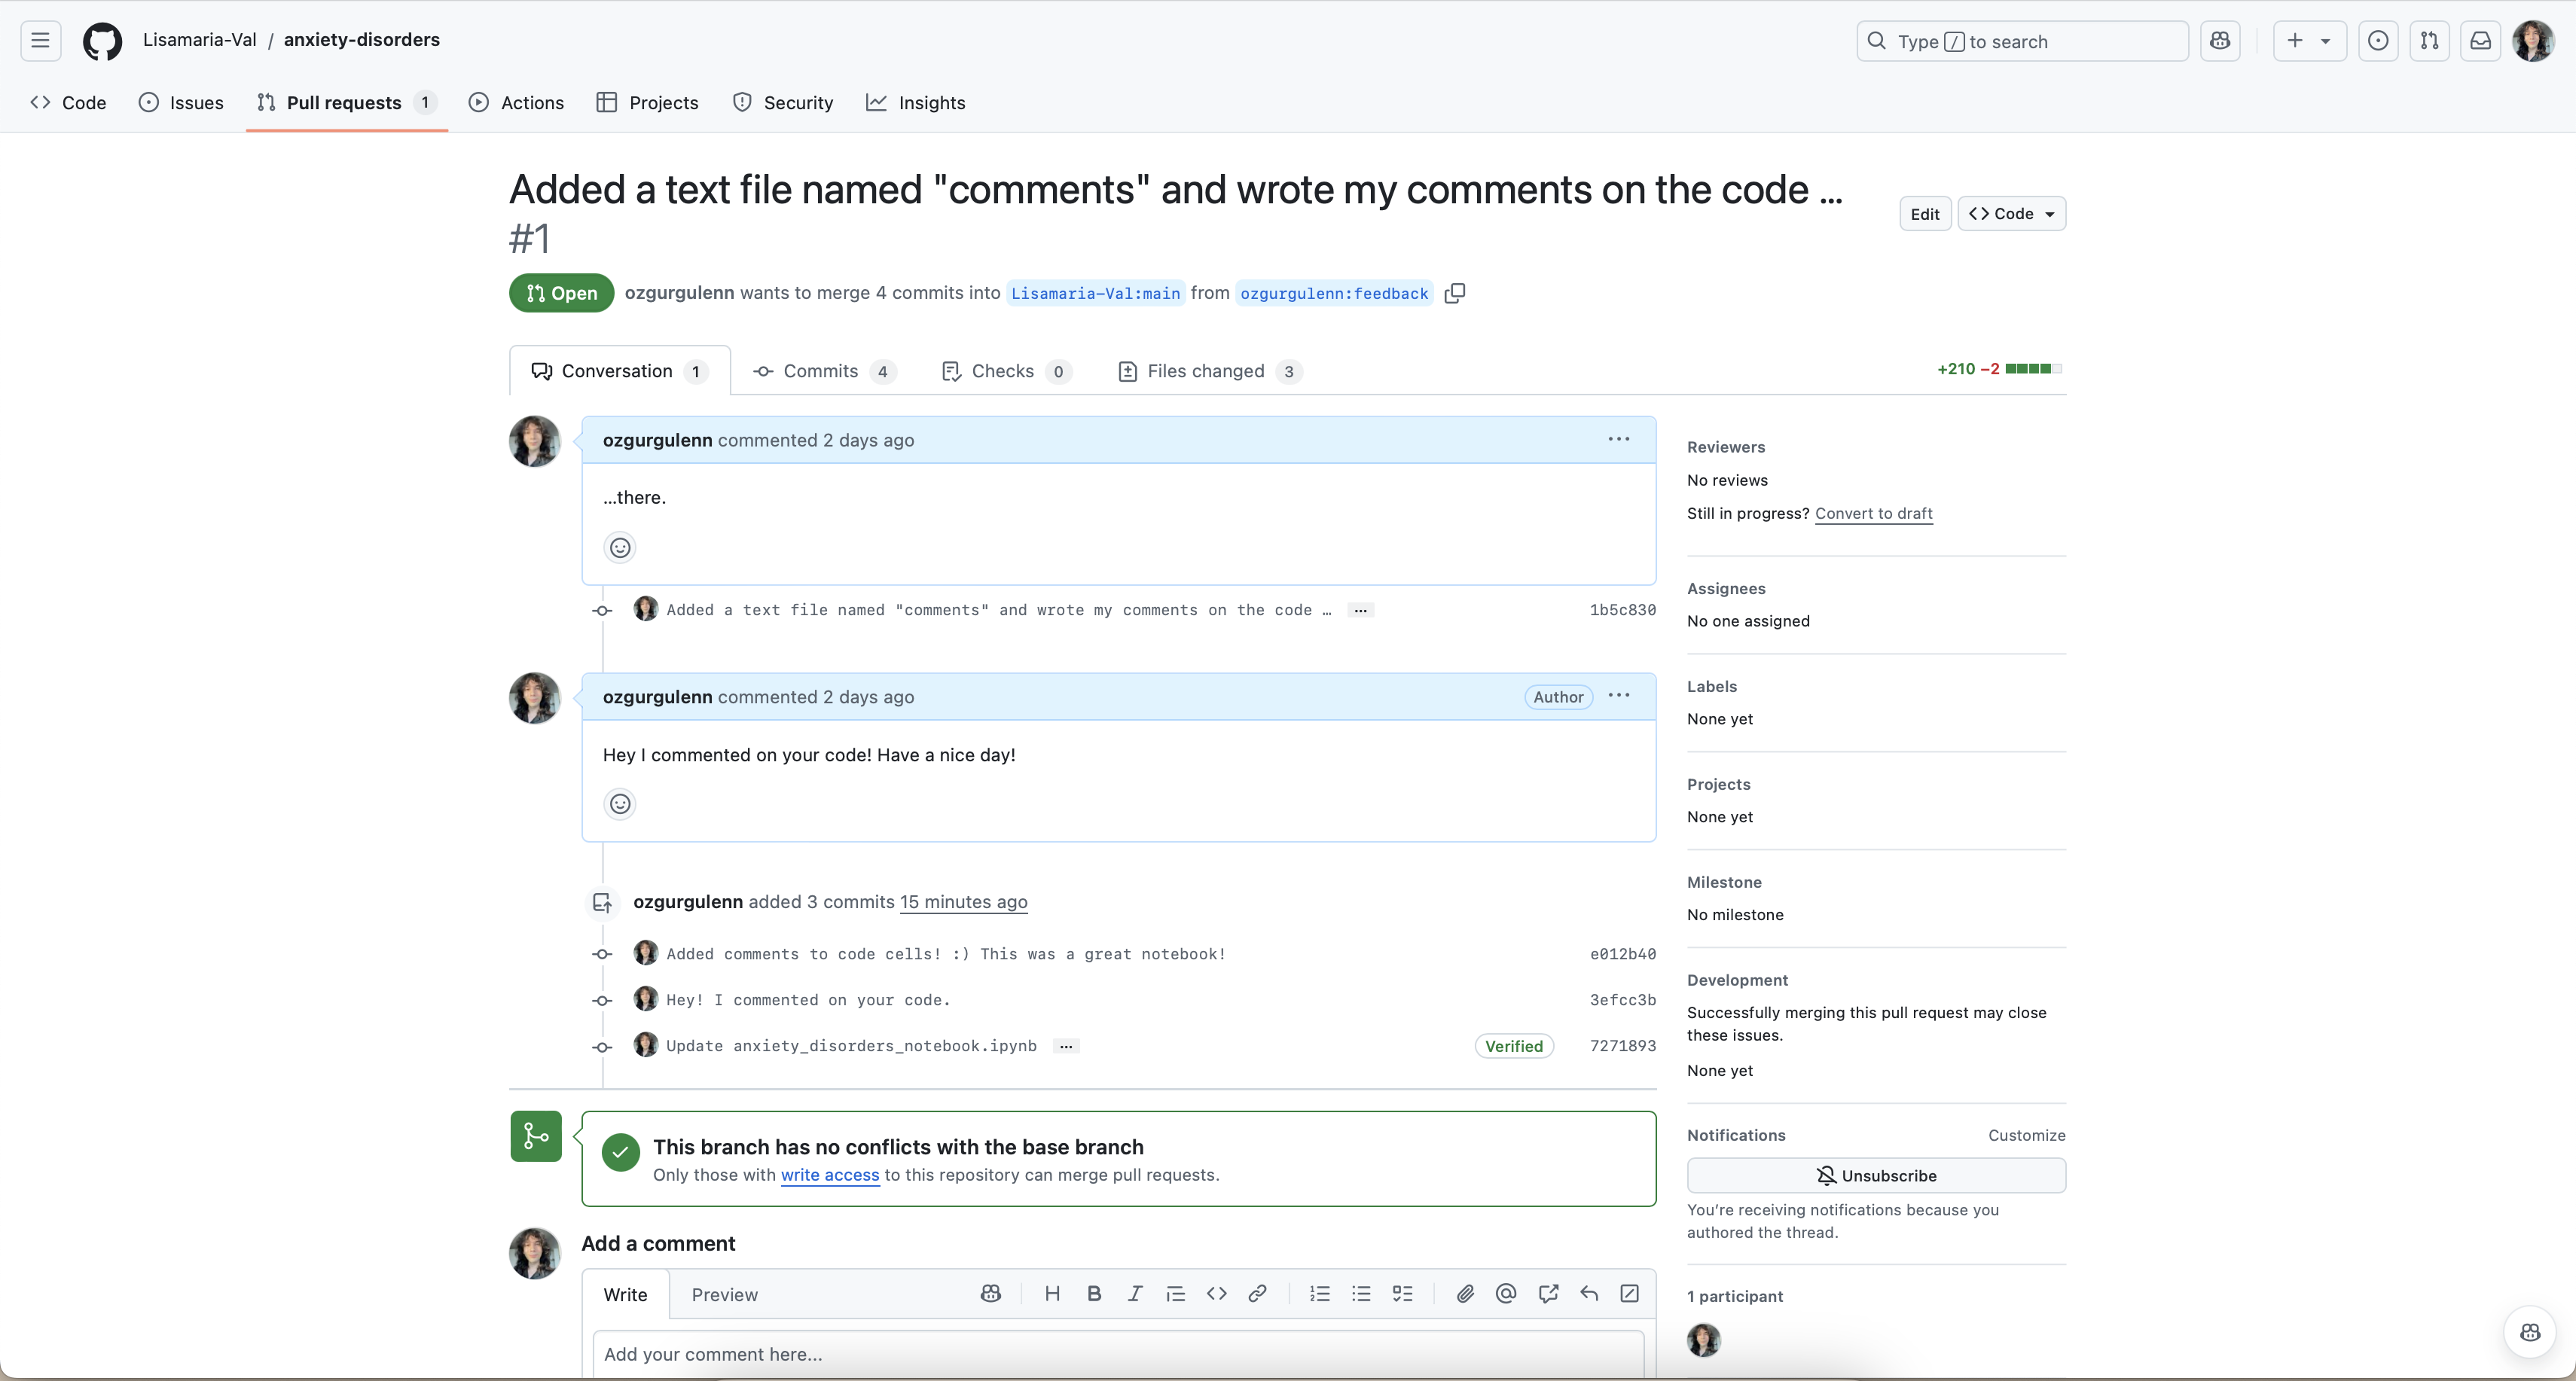 Lisamaria-Val / anxiety-disorders
Type / to search
Code
Issues
Pull requests 1
Actions
Projects
Security
Insights
Added a text file named "comments" and wrote my comments on the code ...
#1
Edit
Code
Open
ozgurgulenn wants to merge 4 commits into Lisamaria-Val:main from ozgurgulenn:feedback
Conversation 1
Commits 4
Checks 0
Files changed 3
+210 −2
ozgurgulenn commented 2 days ago
...there.
Added a text file named "comments" and wrote my comments on the code …
1b5c830
ozgurgulenn commented 2 days ago
Author
Hey I commented on your code! Have a nice day!
ozgurgulenn added 3 commits 15 minutes ago
Added comments to code cells! :) This was a great notebook!
e012b40
Hey! I commented on your code.
3efcc3b
Update anxiety_disorders_notebook.ipynb
Verified
7271893
This branch has no conflicts with the base branch
Only those with write access to this repository can merge pull requests.
Add a comment
Write
Preview
Add your comment here...
Reviewers
No reviews
Still in progress? Convert to draft
Assignees
No one assigned
Labels
None yet
Projects
None yet
Milestone
No milestone
Development
Successfully merging this pull request may close
these issues.
None yet
Notifications
Customize
Unsubscribe
You're receiving notifications because you
authored the thread.
1 participant